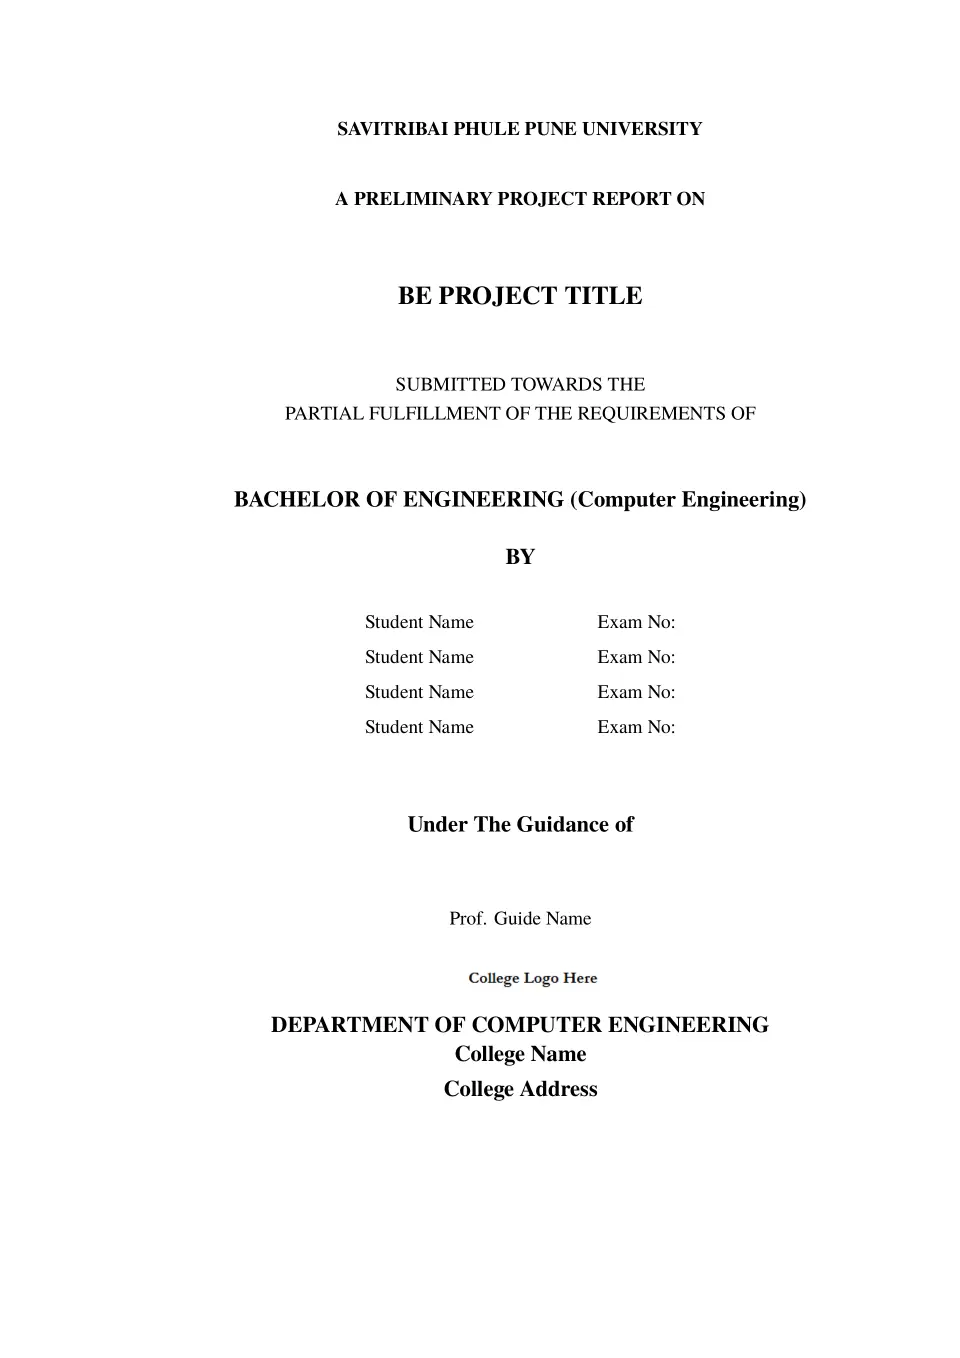 SAVITRIBAI PHULE PUNE UNIVERSITY
A PRELIMINARY PROJECT REPORT ON
BE PROJECT TITLE
SUBMITTED TOWARDS THE
PARTIAL FULFILLMENT OF THE REQUIREMENTS OF
BACHELOR OF ENGINEERING (Computer Engineering)
BY
Student Name Exam No:
Student Name Exam No:
Student Name Exam No:
Student Name Exam No:
Under The Guidance of
Prof. Guide Name
College Logo Here
DEPARTMENT OF COMPUTER ENGINEERING
College Name
College Address